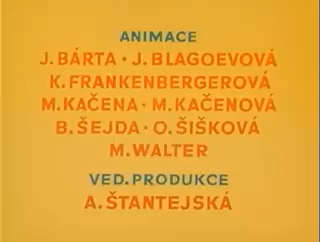 ANIMACE
J. BÁRTA · J. BLAGOEVOVÁ
K. FRANKENBERGEROVÁ
M. KAČENA · M. KAČENOVÁ
B. ŠEJDA · O. ŠIŠKOVÁ
M. WALTER
VED. PRODUKCE
A. ŠTANTEJSKÁ